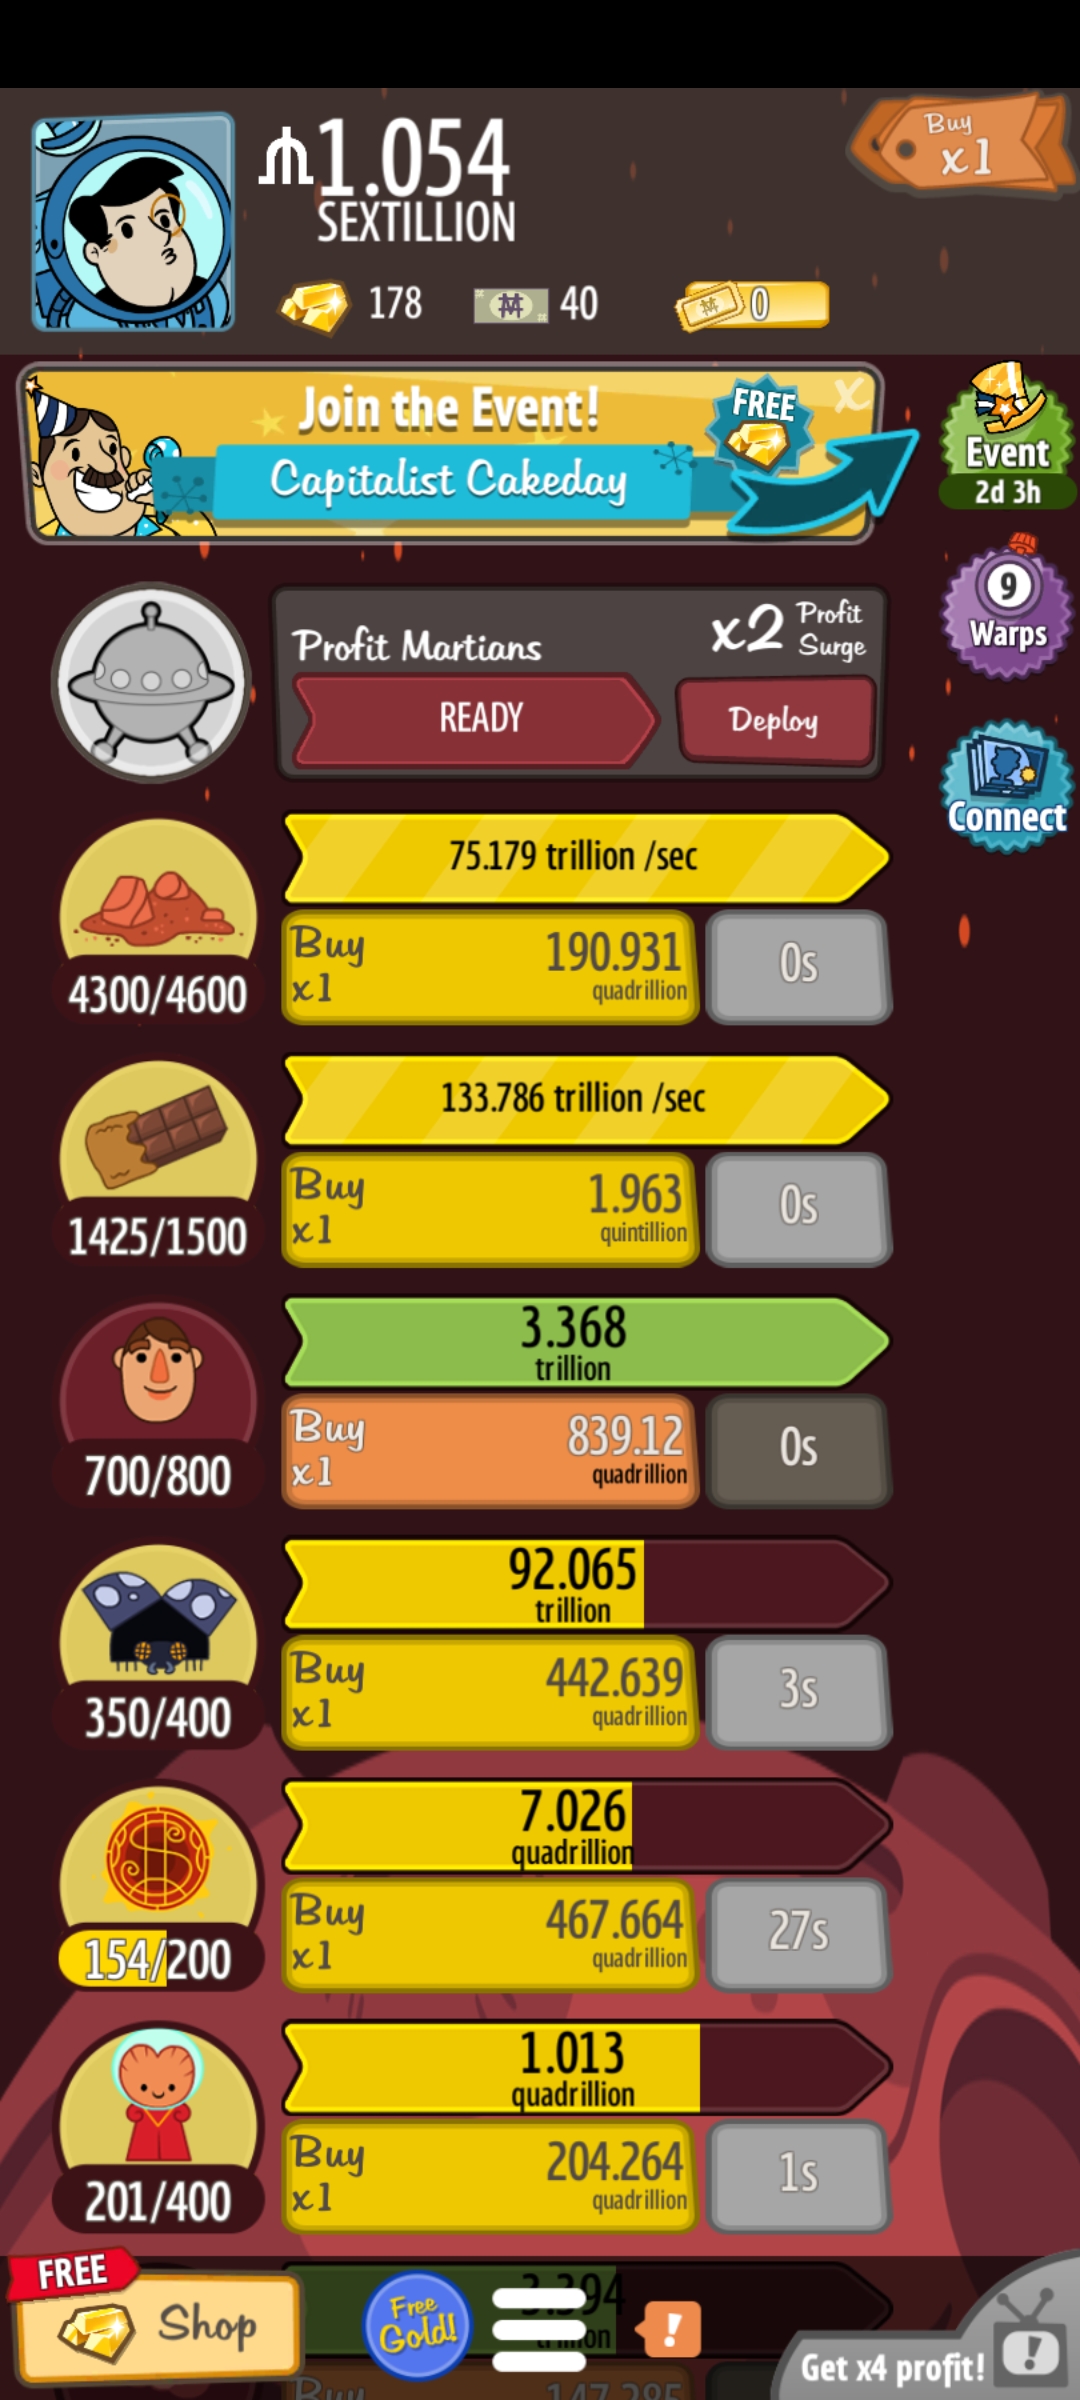 1.054
SEXTILLION
Buy
x1
178
40
0
Join the Event!
Capitalist Cakeday
FREE
x
Event
2d 3h
9
Warps
Connect
Profit Martians
x2 Profit Surge
READY
Deploy
75.179 trillion /sec
Buy x1
190.931
quadrillion
0s
4300/4600
133.786 trillion /sec
Buy x1
1.963
quintillion
0s
1425/1500
3.368
trillion
Buy x1
839.12
quadrillion
0s
700/800
92.065
trillion
Buy x1
442.639
quadrillion
3s
350/400
7.026
quadrillion
Buy x1
467.664
quadrillion
27s
154/200
1.013
quadrillion
Buy x1
204.264
quadrillion
1s
201/400
FREE
Shop
Free
Gold!
!
Get x4 profit!
!
Buy
147.285